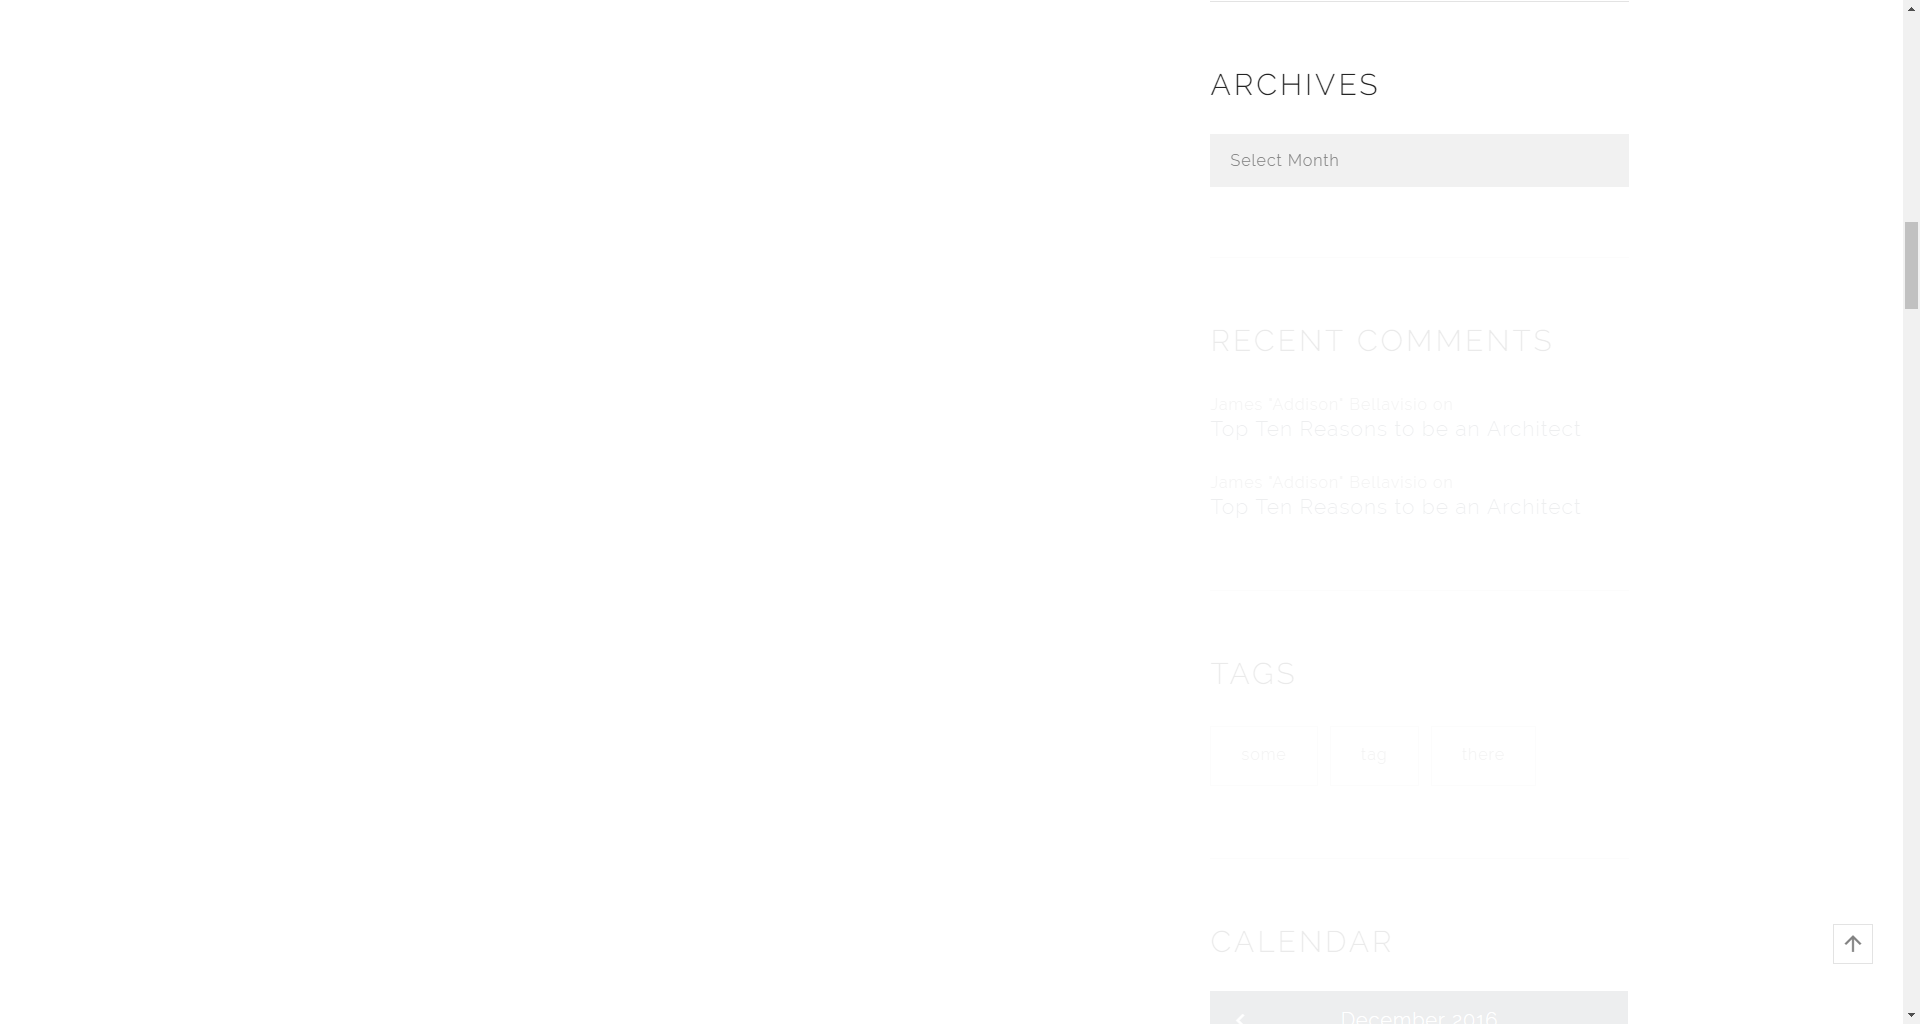 ARCHIVES
Select Month
RECENT COMMENTS
James "Addison" Bellavisio on
Top Ten Reasons to be an Architect
James "Addison" Bellavisio on
Top Ten Reasons to be an Architect
TAGS
some tag there
CALENDAR
December 2016